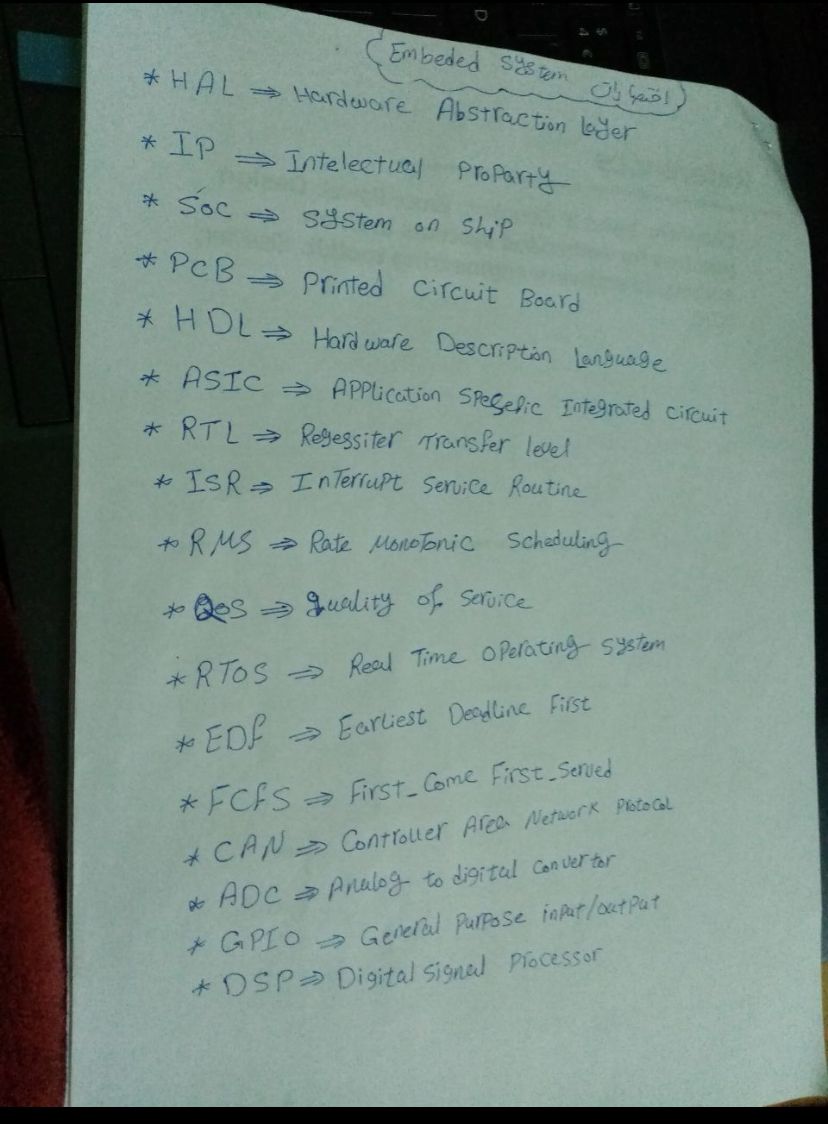 Embeded System اختصارات
* HAL ⇒ Hardware Abstraction Layer
* IP ⇒ Intelectual Proparty
* SoC ⇒ System on Ship
* PCB ⇒ Printed Circuit Board
* HDL ⇒ Hardware Description Language
* ASIC ⇒ Application Spesefic Integrated Circuit
* RTL ⇒ Regessiter Transfer level
* ISR ⇒ Interrupt Service Routine
* RMS ⇒ Rate Monotonic Scheduling
* QoS ⇒ Quality of Service
* RTOS ⇒ Real Time Operating System
* EDF ⇒ Earliest Deadline First
* FCFS ⇒ First_Come First_Served
* CAN ⇒ Controller Area Network Protocol
* ADC ⇒ Analog to digital Convertor
* GPIO ⇒ General Purpose input/output
* DSP ⇒ Digital Signal Processor